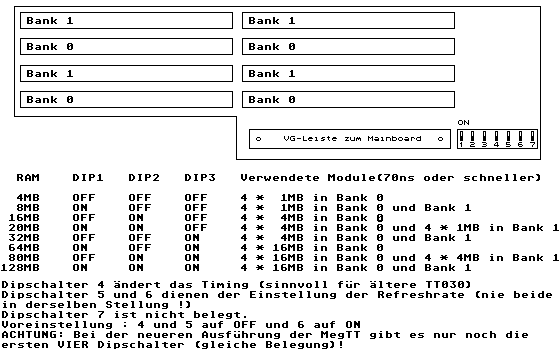 Bank 1 Bank 1
Bank 0 Bank 0
Bank 1 Bank 1
Bank 0 Bank 0
ON
VG-Leiste zum Mainboard
1 2 3 4 5 6 7
RAM DIP1 DIP2 DIP3 Verwendete Module(70ns oder schneller)
4MB OFF OFF OFF 4 * 1MB in Bank 0
8MB ON OFF OFF 4 * 1MB in Bank 0 und Bank 1
16MB OFF ON OFF 4 * 4MB in Bank 0
20MB ON ON OFF 4 * 4MB in Bank 0 und 4 * 1MB in Bank 1
32MB OFF OFF ON 4 * 4MB in Bank 0 und Bank 1
64MB ON OFF ON 4 * 16MB in Bank 0
80MB OFF ON ON 4 * 16MB in Bank 0 und 4 * 4MB in Bank 1
128MB ON ON ON 4 * 16MB in Bank 0 und Bank 1
Dipschalter 4 ändert das Timing (sinnvoll für ältere TT030)
Dipschalter 5 und 6 dienen der Einstellung der Refreshrate (nie beide
in derselben Stellung !)
Dipschalter 7 ist nicht belegt.
Voreinstellung : 4 und 5 auf OFF und 6 auf ON
ACHTUNG: Bei der neueren Ausführung der MegTT gibt es nur noch die
ersten VIER Dipschalter (gleiche Belegung)!